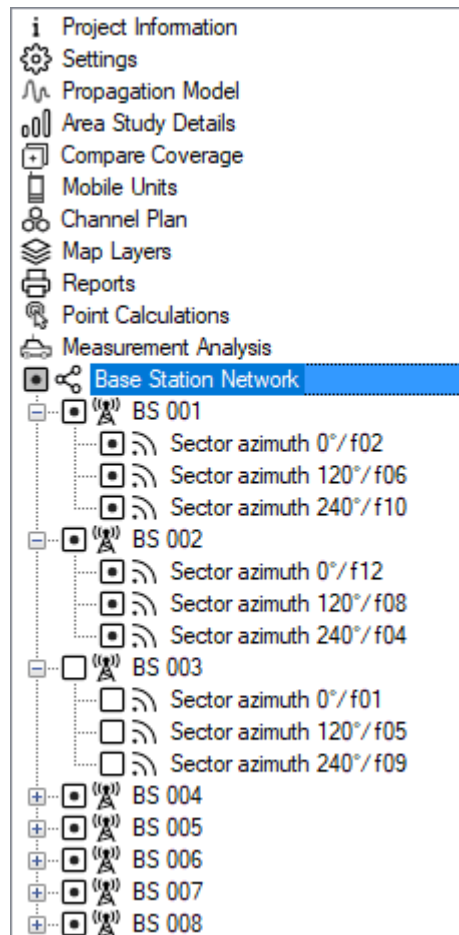 Project Information
Settings
Propagation Model
Area Study Details
Compare Coverage
Mobile Units
Channel Plan
Map Layers
Reports
Point Calculations
Measurement Analysis
Base Station Network
BS 001
Sector azimuth 0°/f02
Sector azimuth 120°/f06
Sector azimuth 240°/f10
BS 002
Sector azimuth 0°/f12
Sector azimuth 120°/f08
Sector azimuth 240°/f04
BS 003
Sector azimuth 0°/f01
Sector azimuth 120°/f05
Sector azimuth 240°/f09
BS 004
BS 005
BS 006
BS 007
BS 008